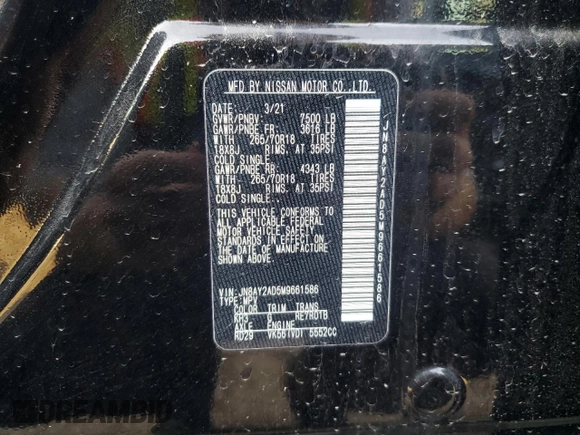 MFD BY NISSAN MOTOR CO.,LTD.
DATE: 3/21
GVWR/PNBV: 7500 LB
GAWR/PNBE FR: 3616 LB
WITH 265/70R18 TIRES
18X8J RIMS, AT 35PSI
COLD SINGLE
GAWR/PNBE RR: 4343 LB
WITH 265/70R18 TIRES
18X8J RIMS, AT 35PSI
COLD SINGLE
THIS VEHICLE CONFORMS TO
ALL APPLICABLE FEDERAL
MOTOR VEHICLE SAFETY
STANDARDS IN EFFECT ON
THE DATE OF MANUFACTURE
SHOWN ABOVE.
VIN: JN8AY2AD5M9661586
TYPE: MPV
COLOR TRIM TRANS
KH3 G RE7R01B
AXLE ENGINE
RD29 VK56(VD) 5552CC
JN8AY2AD5M9661586
DREAMBID